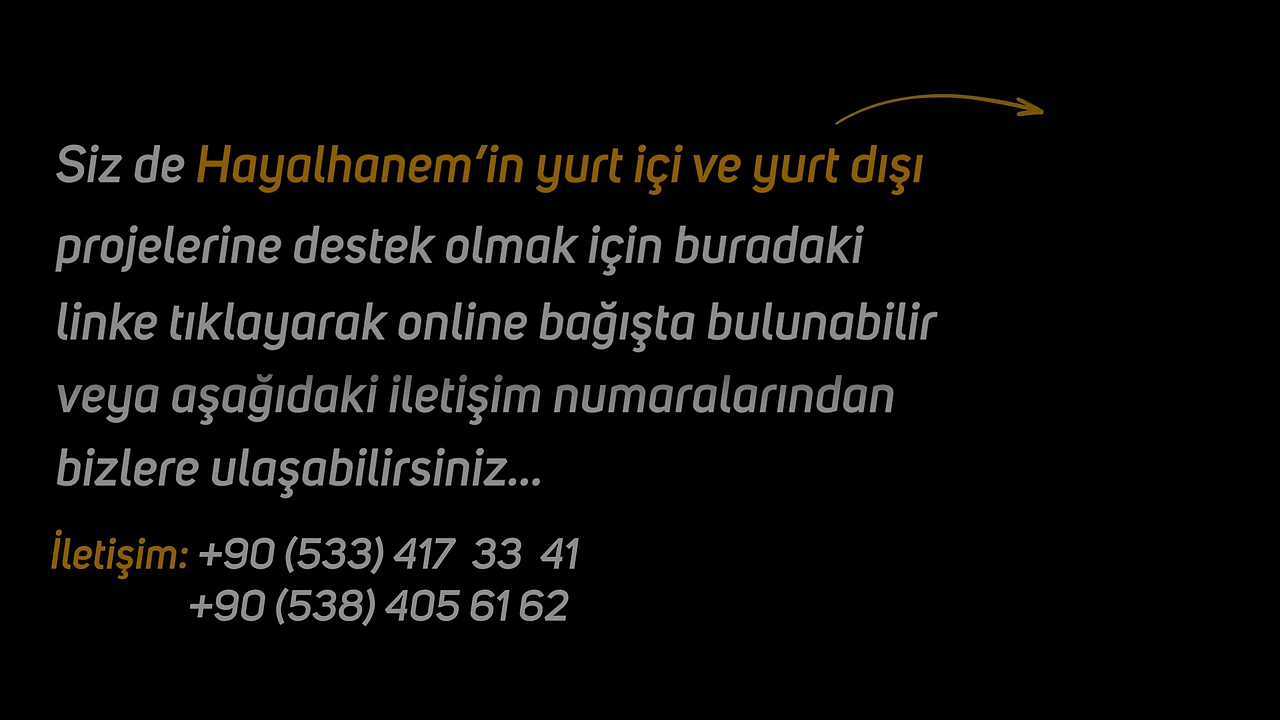 Siz de Hayalhanem’in yurt içi ve yurt dışı
projelerine destek olmak için buradaki
linke tıklayarak online bağışta bulunabilir
veya aşağıdaki iletişim numaralarından
bizlere ulaşabilirsiniz...
İletişim: +90 (533) 417 33 41
+90 (538) 405 61 62